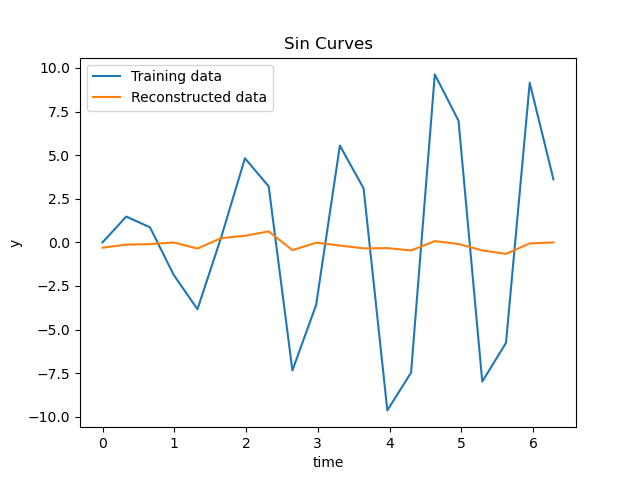 Sin Curves
Training data
Reconstructed data
10.0
7.5
5.0
2.5
0.0
−2.5
−5.0
−7.5
−10.0
y
0 1 2 3 4 5 6
time